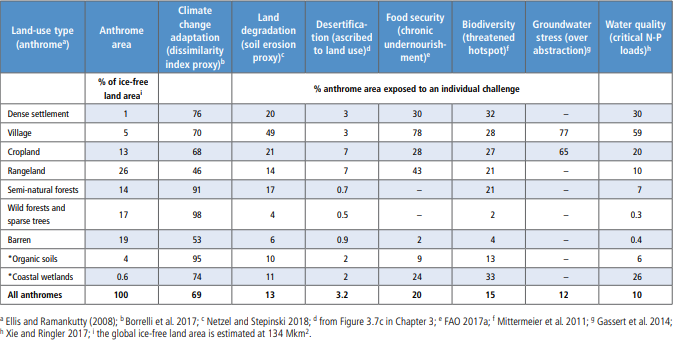 Land-use type (anthromeᵃ) | Anthrome area | Climate change adaptation (dissimilarity index proxy)ᵇ | Land degradation (soil erosion proxy)ᶜ | Desertifica-tion (ascribed to land use)ᵈ | Food security (chronic undernourish-ment)ᵉ | Biodiversity (threatened hotspot)ᶠ | Groundwater stress (over abstraction)ᵍ | Water quality (critical N-P loads)ʰ
% of ice-free land areaⁱ | % anthrome area exposed to an individual challenge
Dense settlement | 1 | 76 | 20 | 3 | 30 | 32 | – | 30
Village | 5 | 70 | 49 | 3 | 78 | 28 | 77 | 59
Cropland | 13 | 68 | 21 | 7 | 28 | 27 | 65 | 20
Rangeland | 26 | 46 | 14 | 7 | 43 | 21 | – | 10
Semi-natural forests | 14 | 91 | 17 | 0.7 | – | 21 | – | 7
Wild forests and sparse trees | 17 | 98 | 4 | 0.5 | – | 2 | – | 0.3
Barren | 19 | 53 | 6 | 0.9 | 2 | 4 | – | 0.4
*Organic soils | 4 | 95 | 10 | 2 | 9 | 13 | – | 6
*Coastal wetlands | 0.6 | 74 | 11 | 2 | 24 | 33 | – | 26
All anthromes | 100 | 69 | 13 | 3.2 | 20 | 15 | 12 | 10
ᵃ Ellis and Ramankutty (2008); ᵇ Borrelli et al. 2017; ᶜ Netzel and Stepinski 2018; ᵈ from Figure 3.7c in Chapter 3; ᵉ FAO 2017a; ᶠ Mittermeier et al. 2011; ᵍ Gassert et al. 2014;
ʰ Xie and Ringler 2017; ⁱ the global ice-free land area is estimated at 134 Mkm².